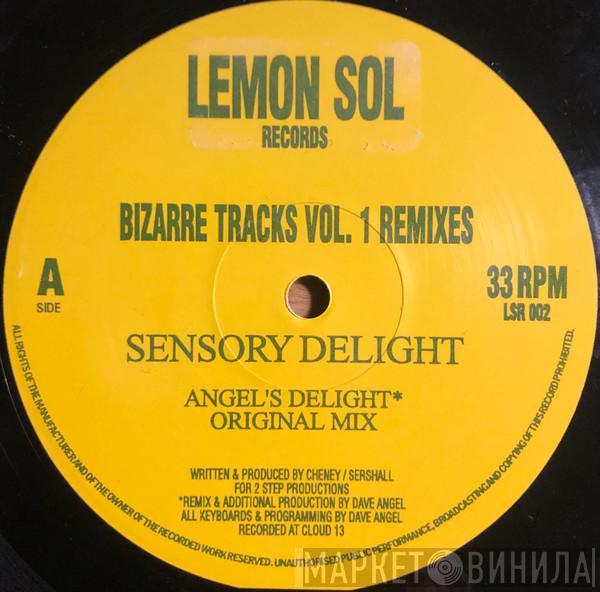 LEMON SOL
RECORDS
BIZARRE TRACKS VOL. 1 REMIXES
A
SIDE
33 RPM
LSR 002
SENSORY DELIGHT
ANGEL'S DELIGHT*
ORIGINAL MIX
WRITTEN & PRODUCED BY CHENEY / SERSHALL
FOR 2 STEP PRODUCTIONS
*REMIX & ADDITIONAL PRODUCTION BY DAVE ANGEL
ALL KEYBOARDS & PROGRAMMING BY DAVE ANGEL
RECORDED AT CLOUD 13
ALL RIGHTS OF THE MANUFACTURER AND OF THE OWNER OF THE RECORDED WORK RESERVED. UNAUTHORISED PUBLIC PERFORMANCE, BROADCASTING AND COPYING OF THIS RECORD PROHIBITED.
МАРКЕТ ВИНИЛА